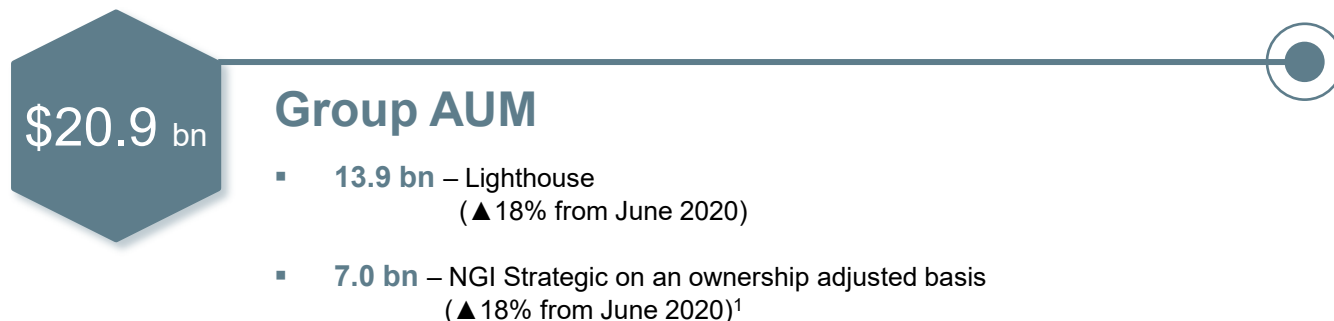 $20.9 bn
Group AUM
▪ 13.9 bn – Lighthouse
(▲18% from June 2020)
▪ 7.0 bn – NGI Strategic on an ownership adjusted basis
(▲18% from June 2020)¹